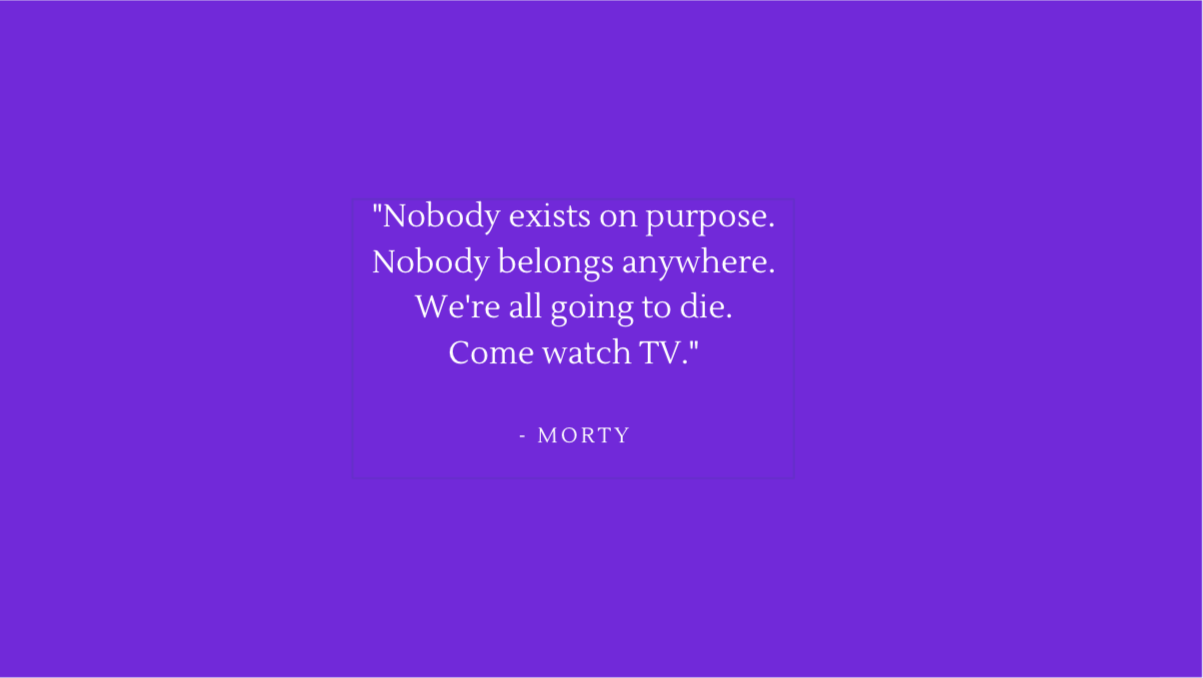 "Nobody exists on purpose.
Nobody belongs anywhere.
We're all going to die.
Come watch TV."
- MORTY